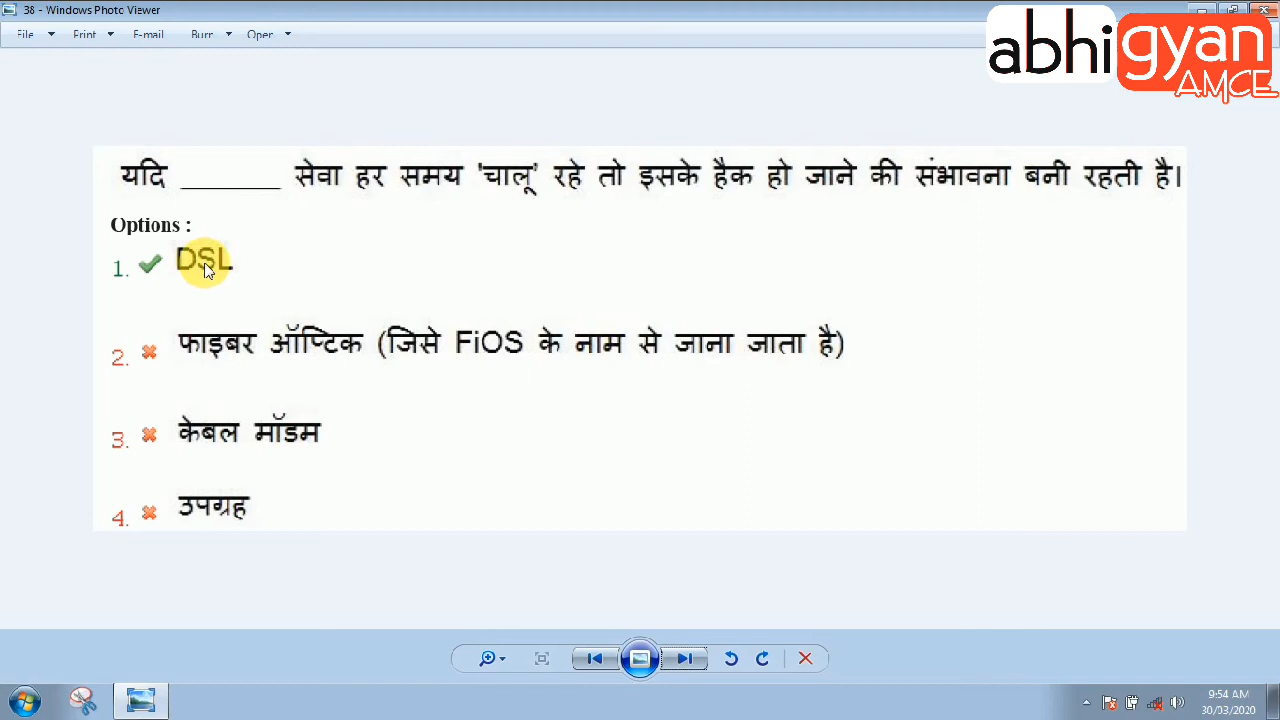 38 - Windows Photo Viewer
File Print E-mail Burn Open
abhigyan
AMCE
यदि ________ सेवा हर समय 'चालू' रहे तो इसके हैक हो जाने की संभावना बनी रहती है।
Options :
1. DSL
2. फाइबर ऑप्टिक (जिसे FiOS के नाम से जाना जाता है)
3. केबल मॉडम
4. उपग्रह
9:54 AM
30/03/2020